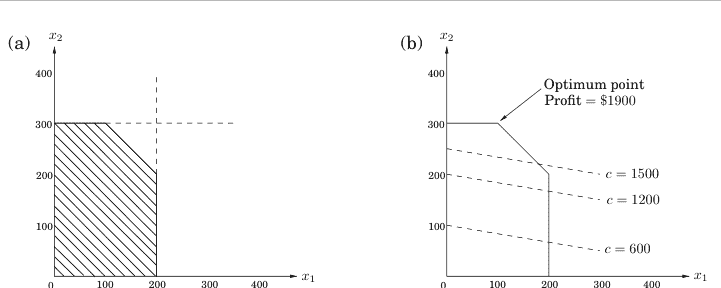 (a)
x₂
400
300
200
100
0
100
200
300
400
x₁
(b)
x₂
400
300
200
100
0
100
200
300
400
x₁
Optimum point
Profit = $1900
c = 1500
c = 1200
c = 600